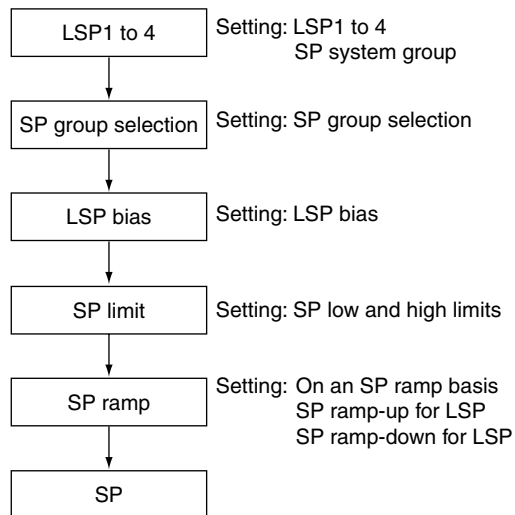 LSP1 to 4
Setting: LSP1 to 4
SP system group
SP group selection
Setting: SP group selection
LSP bias
Setting: LSP bias
SP limit
Setting: SP low and high limits
SP ramp
Setting: On an SP ramp basis
SP ramp-up for LSP
SP ramp-down for LSP
SP